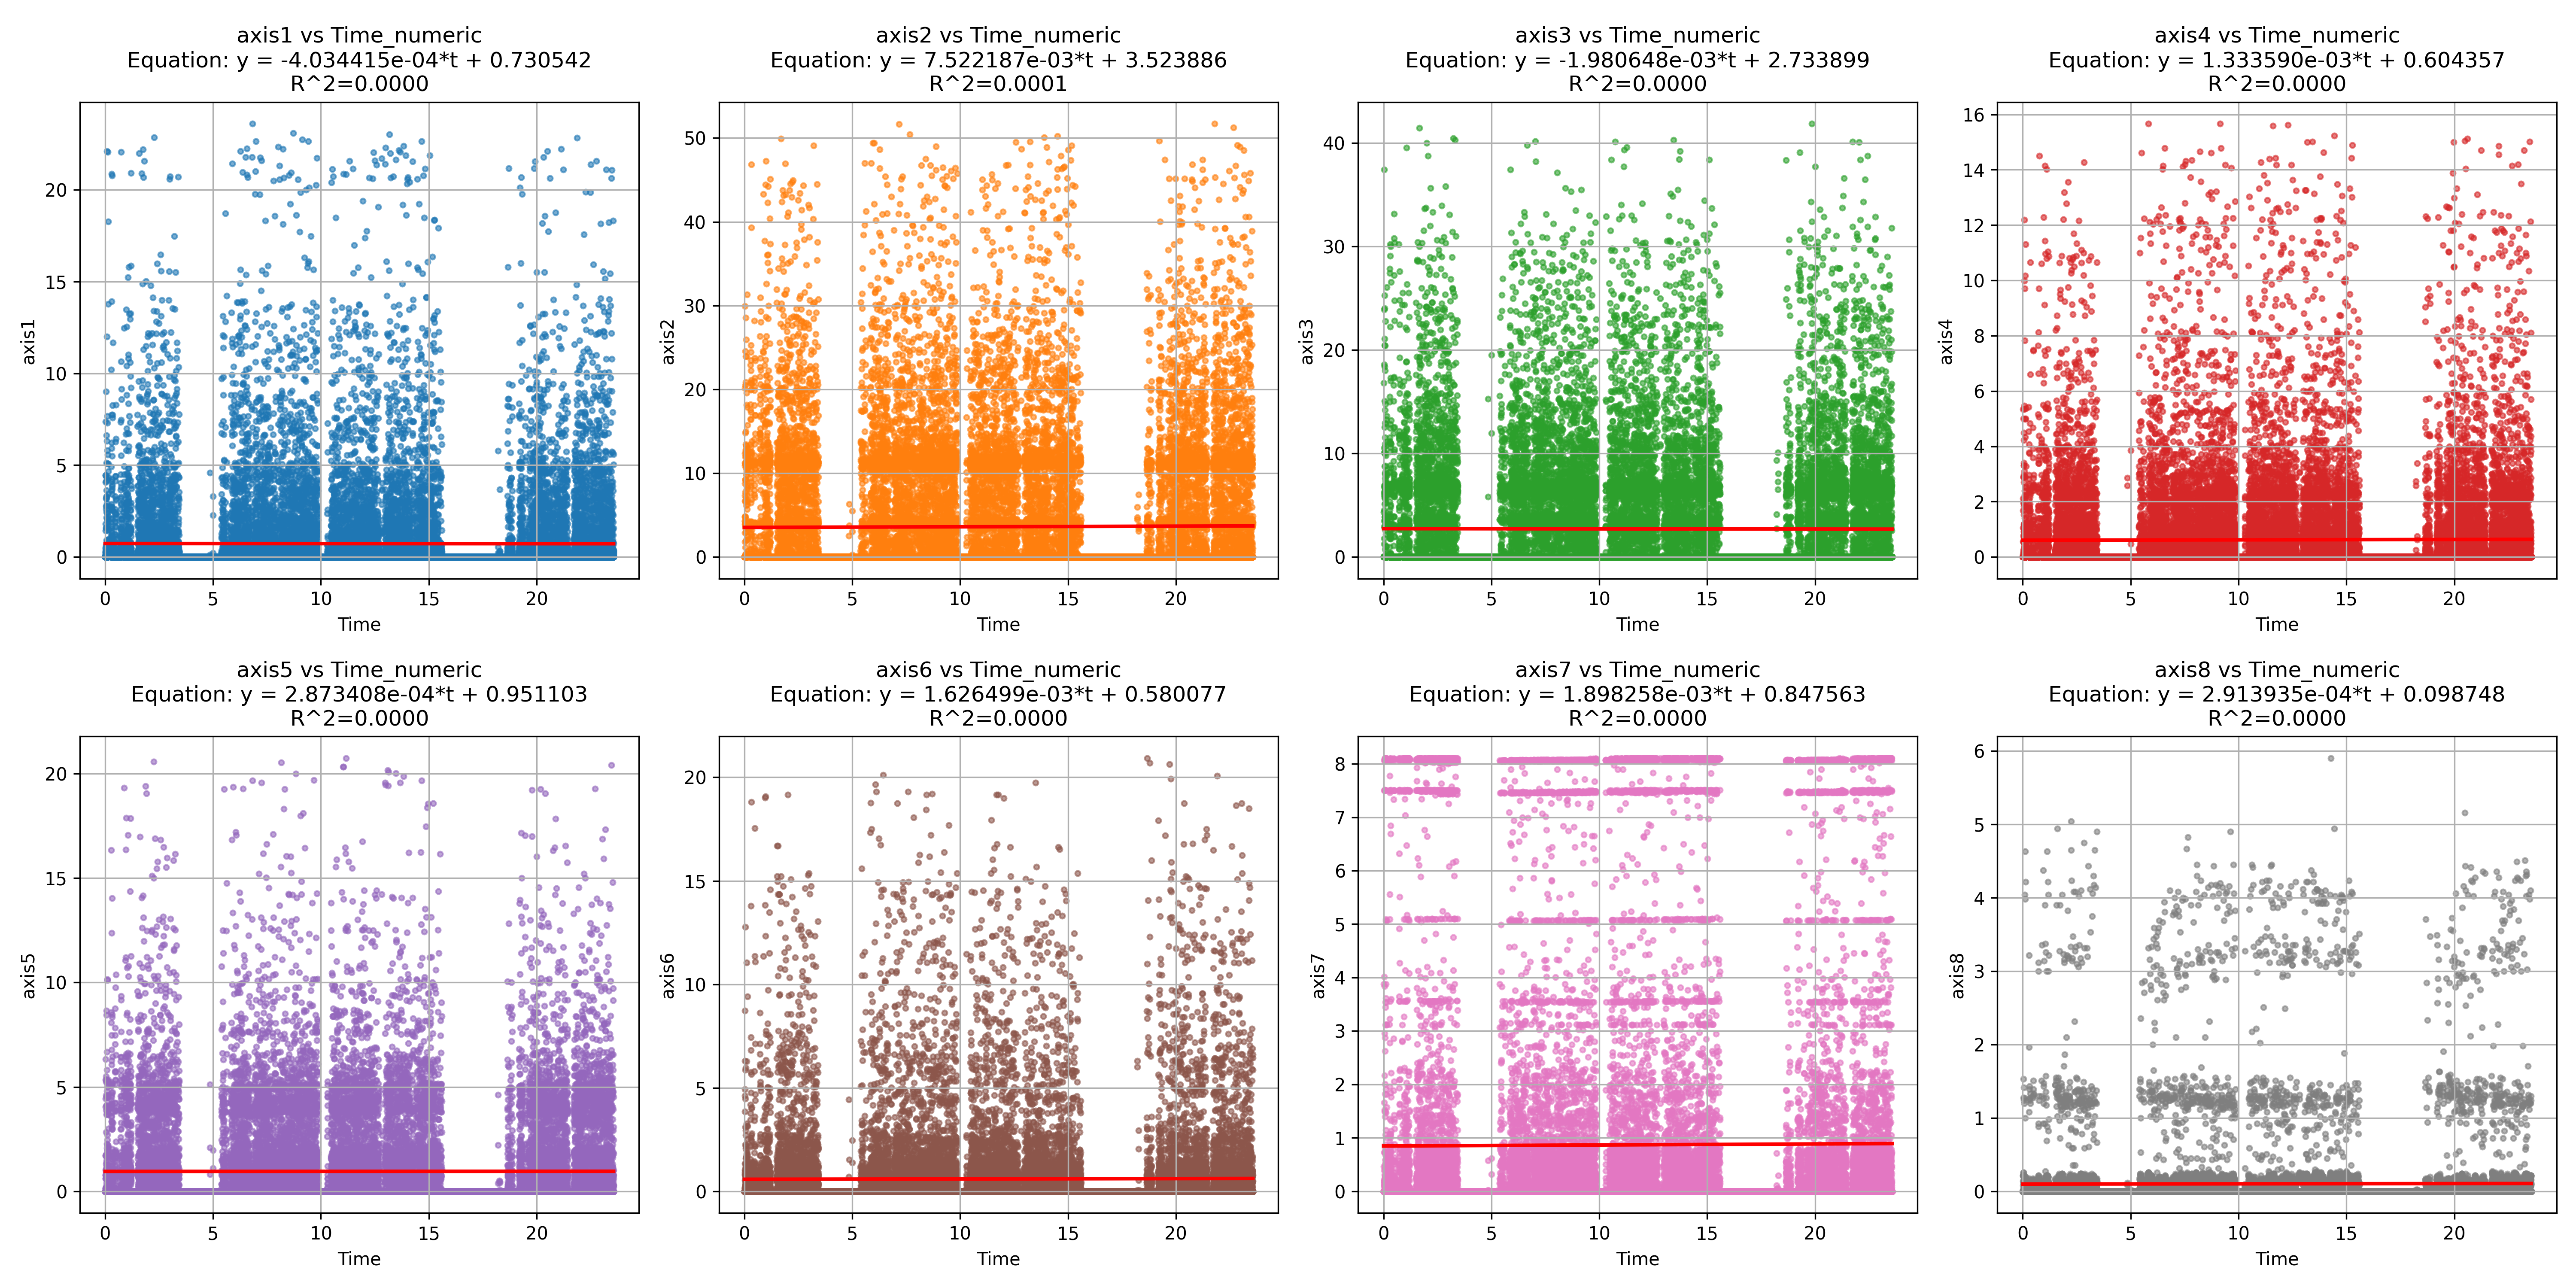 axis1 vs Time_numeric
Equation: y = -4.034415e-04*t + 0.730542
R^2=0.0000
20
15
10
5
0
axis1
0 5 10 15 20
Time
axis2 vs Time_numeric
Equation: y = 7.522187e-03*t + 3.523886
R^2=0.0001
50
40
30
20
10
0
axis2
0 5 10 15 20
Time
axis3 vs Time_numeric
Equation: y = -1.980648e-03*t + 2.733899
R^2=0.0000
40
30
20
10
0
axis3
0 5 10 15 20
Time
axis4 vs Time_numeric
Equation: y = 1.333590e-03*t + 0.604357
R^2=0.0000
16
14
12
10
8
6
4
2
0
axis4
0 5 10 15 20
Time
axis5 vs Time_numeric
Equation: y = 2.873408e-04*t + 0.951103
R^2=0.0000
20
15
10
5
0
axis5
0 5 10 15 20
Time
axis6 vs Time_numeric
Equation: y = 1.626499e-03*t + 0.580077
R^2=0.0000
20
15
10
5
0
axis6
0 5 10 15 20
Time
axis7 vs Time_numeric
Equation: y = 1.898258e-03*t + 0.847563
R^2=0.0000
8
7
6
5
4
3
2
1
0
axis7
0 5 10 15 20
Time
axis8 vs Time_numeric
Equation: y = 2.913935e-04*t + 0.098748
R^2=0.0000
6
5
4
3
2
1
0
axis8
0 5 10 15 20
Time